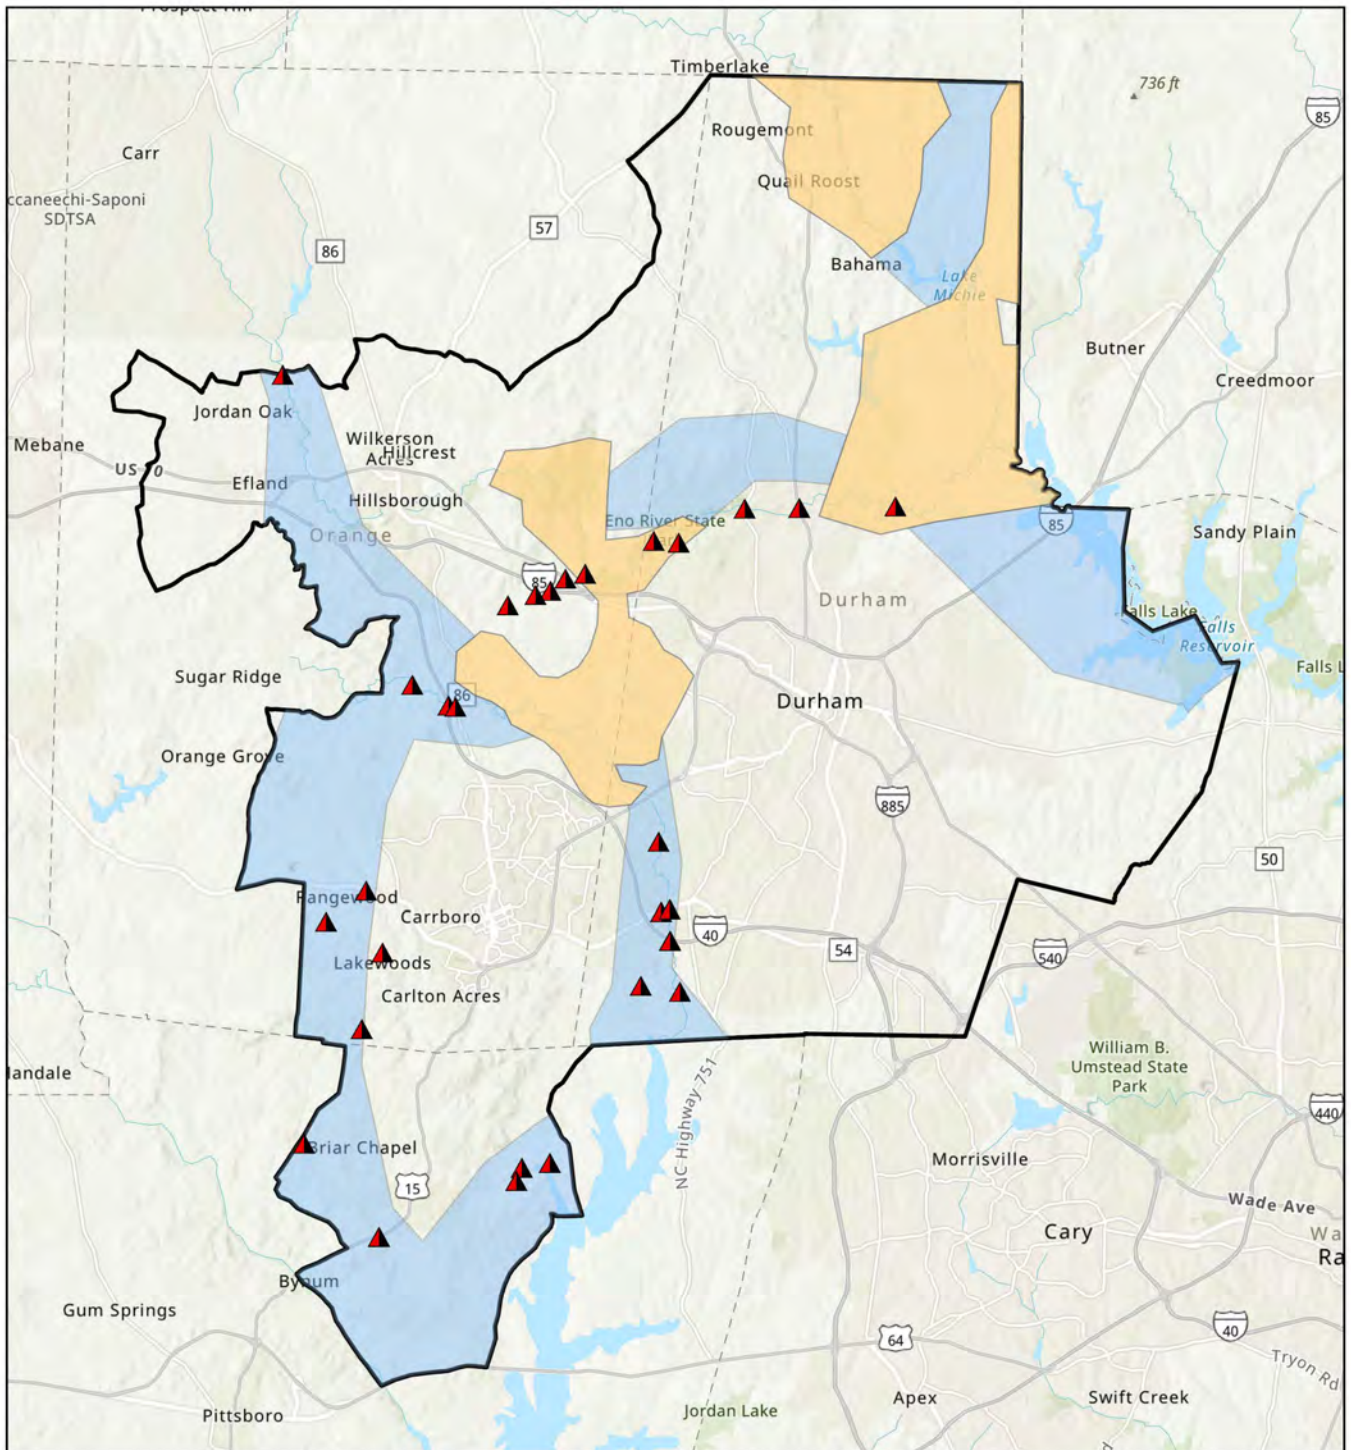 Timberlake
736 ft
85
Rougemont
Carr
Quail Roost
ccaneechi-Saponi
SDTSA
57
86
Bahama
Lake
Michie
Butner
Creedmoor
Jordan Oak
Mebane
Wilkerson
Acres
Hillcrest
US 70
Efland
Hillsborough
Eno River State
Orange
85
Sandy Plain
85
Durham
Falls Lake
Falls
Reservoir
Falls L
Sugar Ridge
86
Durham
Orange Grove
885
50
Rangewood
Carrboro
40
54
540
Lakewoods
Carlton Acres
William B.
Umstead State
Park
landale
NC Highway 751
440
Briar Chapel
Morrisville
15
Wade Ave
Cary
Wa
Ra
Bynum
Gum Springs
40
64
Tryon Rd
Apex
Swift Creek
Pittsboro
Jordan Lake